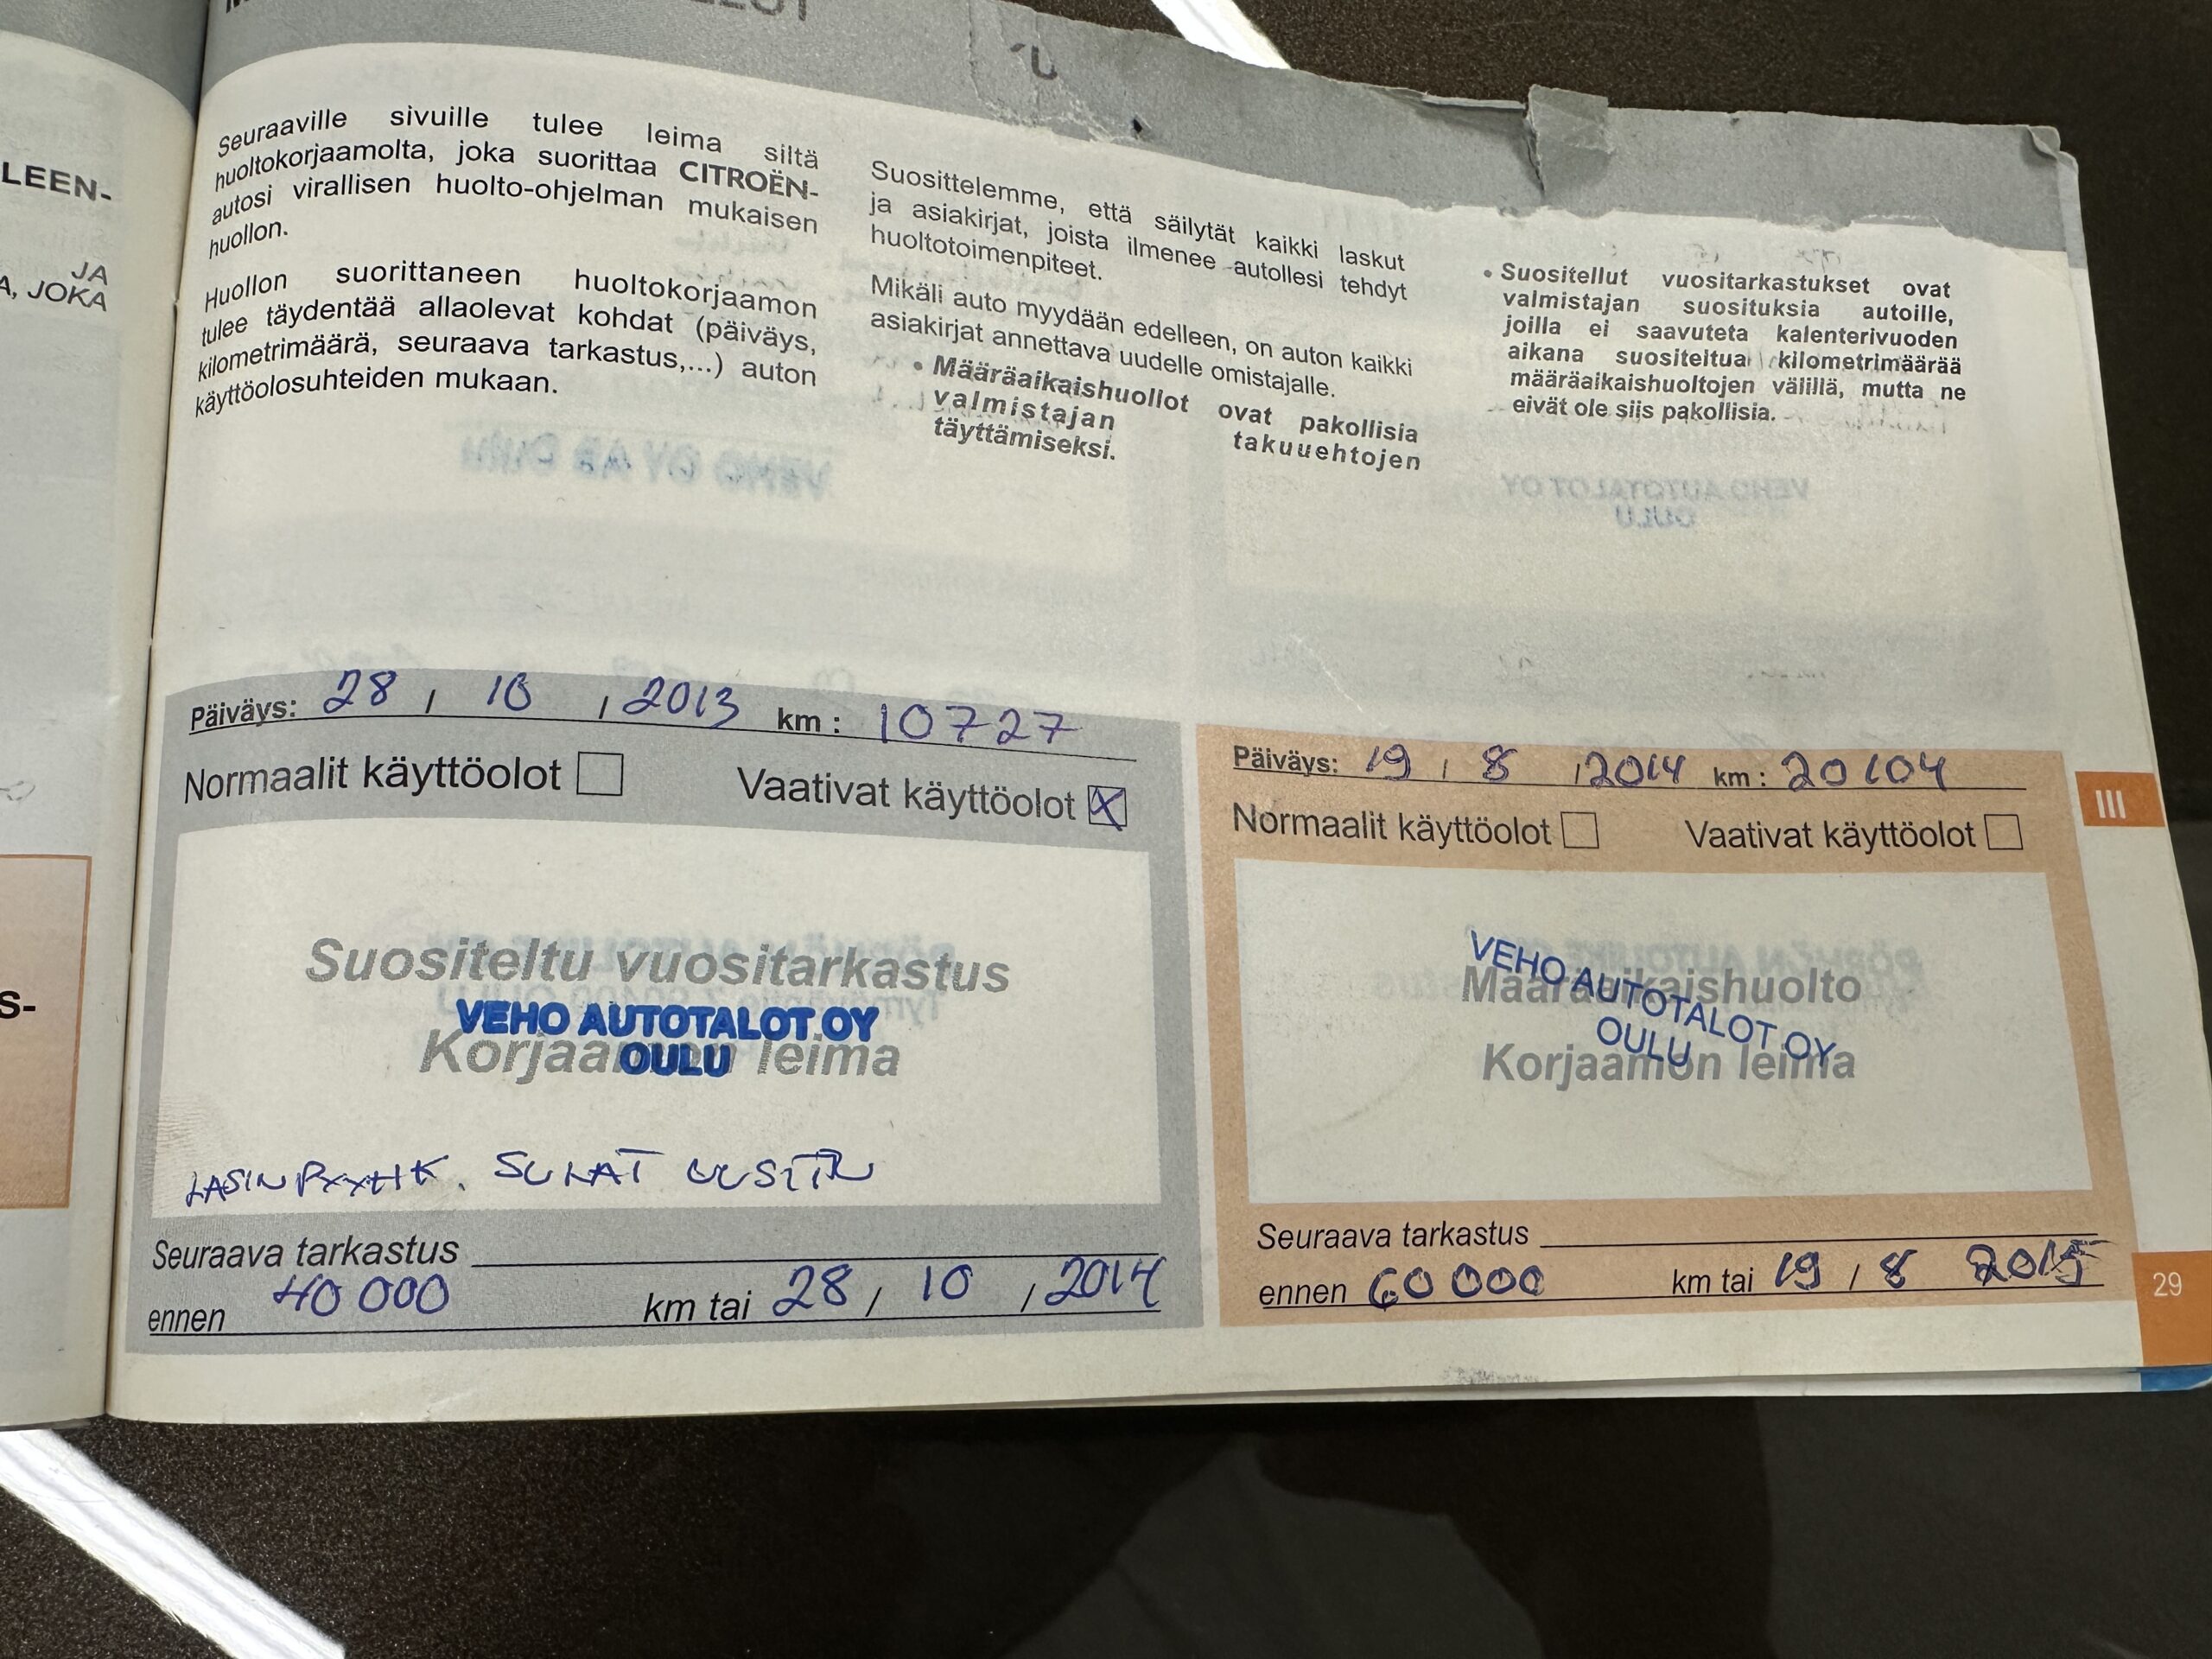 LEEN-
JA
A, JOKA
S-
Seuraaville sivuille tulee leima siltä
huoltokorjaamolta, joka suorittaa CITROËN-
autosi virallisen huolto-ohjelman mukaisen
huollon.
Huollon suorittaneen huoltokorjaamon
tulee täydentää allaolevat kohdat (päiväys,
kilometrimäärä, seuraava tarkastus,...) auton
käyttöolosuhteiden mukaan.
Suosittelemme, että säilytät kaikki laskut
ja asiakirjat, joista ilmenee autollesi tehdyt
huoltotoimenpiteet.
Mikäli auto myydään edelleen, on auton kaikki
asiakirjat annettava uudelle omistajalle.
• Määräaikaishuollot ovat pakollisia
valmistajan takuuehtojen
täyttämiseksi.
• Suositellut vuositarkastukset ovat
valmistajan suosituksia autoille,
joilla ei saavuteta kalenterivuoden
aikana suositeltua kilometrimäärää
määräaikaishuoltojen välillä, mutta ne
eivät ole siis pakollisia.
Päiväys: 28 / 10 / 2013 km : 10727
Normaalit käyttöolot Vaativat käyttöolot X
Suositeltu vuositarkastus
VEHO AUTOTALOT OY
OULU
Korjaamon leima
SULAT UUSITTU
Seuraava tarkastus
ennen 40 000 km tai 28 / 10 / 2014
Päiväys: 19 / 8 / 2014 km : 20104
Normaalit käyttöolot Vaativat käyttöolot
Määräaikaishuolto
VEHO AUTOTALOT OY
OULU
Korjaamon leima
Seuraava tarkastus
ennen 60 000 km tai 19 / 8 2015
III
29